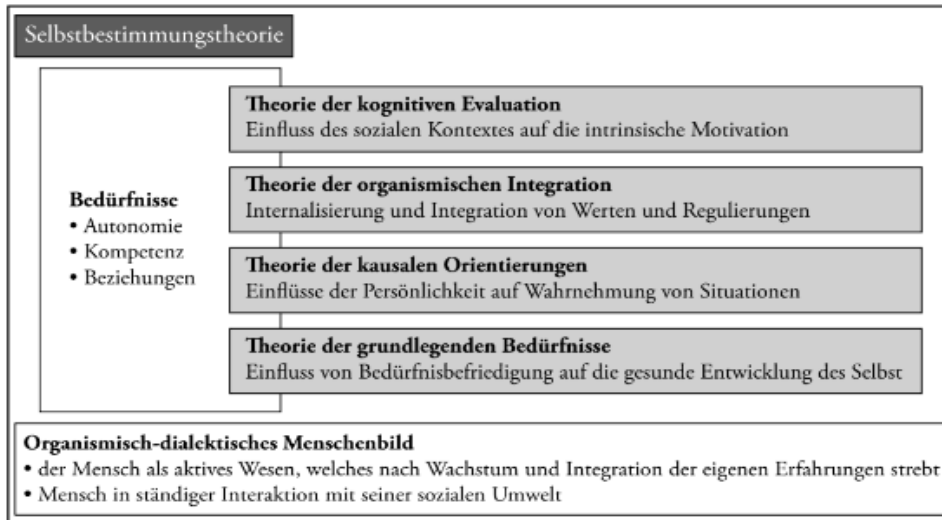 Selbstbestimmungstheorie
Bedürfnisse
• Autonomie
• Kompetenz
• Beziehungen
Theorie der kognitiven Evaluation
Einfluss des sozialen Kontextes auf die intrinsische Motivation
Theorie der organismischen Integration
Internalisierung und Integration von Werten und Regulierungen
Theorie der kausalen Orientierungen
Einflüsse der Persönlichkeit auf Wahrnehmung von Situationen
Theorie der grundlegenden Bedürfnisse
Einfluss von Bedürfnisbefriedigung auf die gesunde Entwicklung des Selbst
Organismisch-dialektisches Menschenbild
• der Mensch als aktives Wesen, welches nach Wachstum und Integration der eigenen Erfahrungen strebt
• Mensch in ständiger Interaktion mit seiner sozialen Umwelt